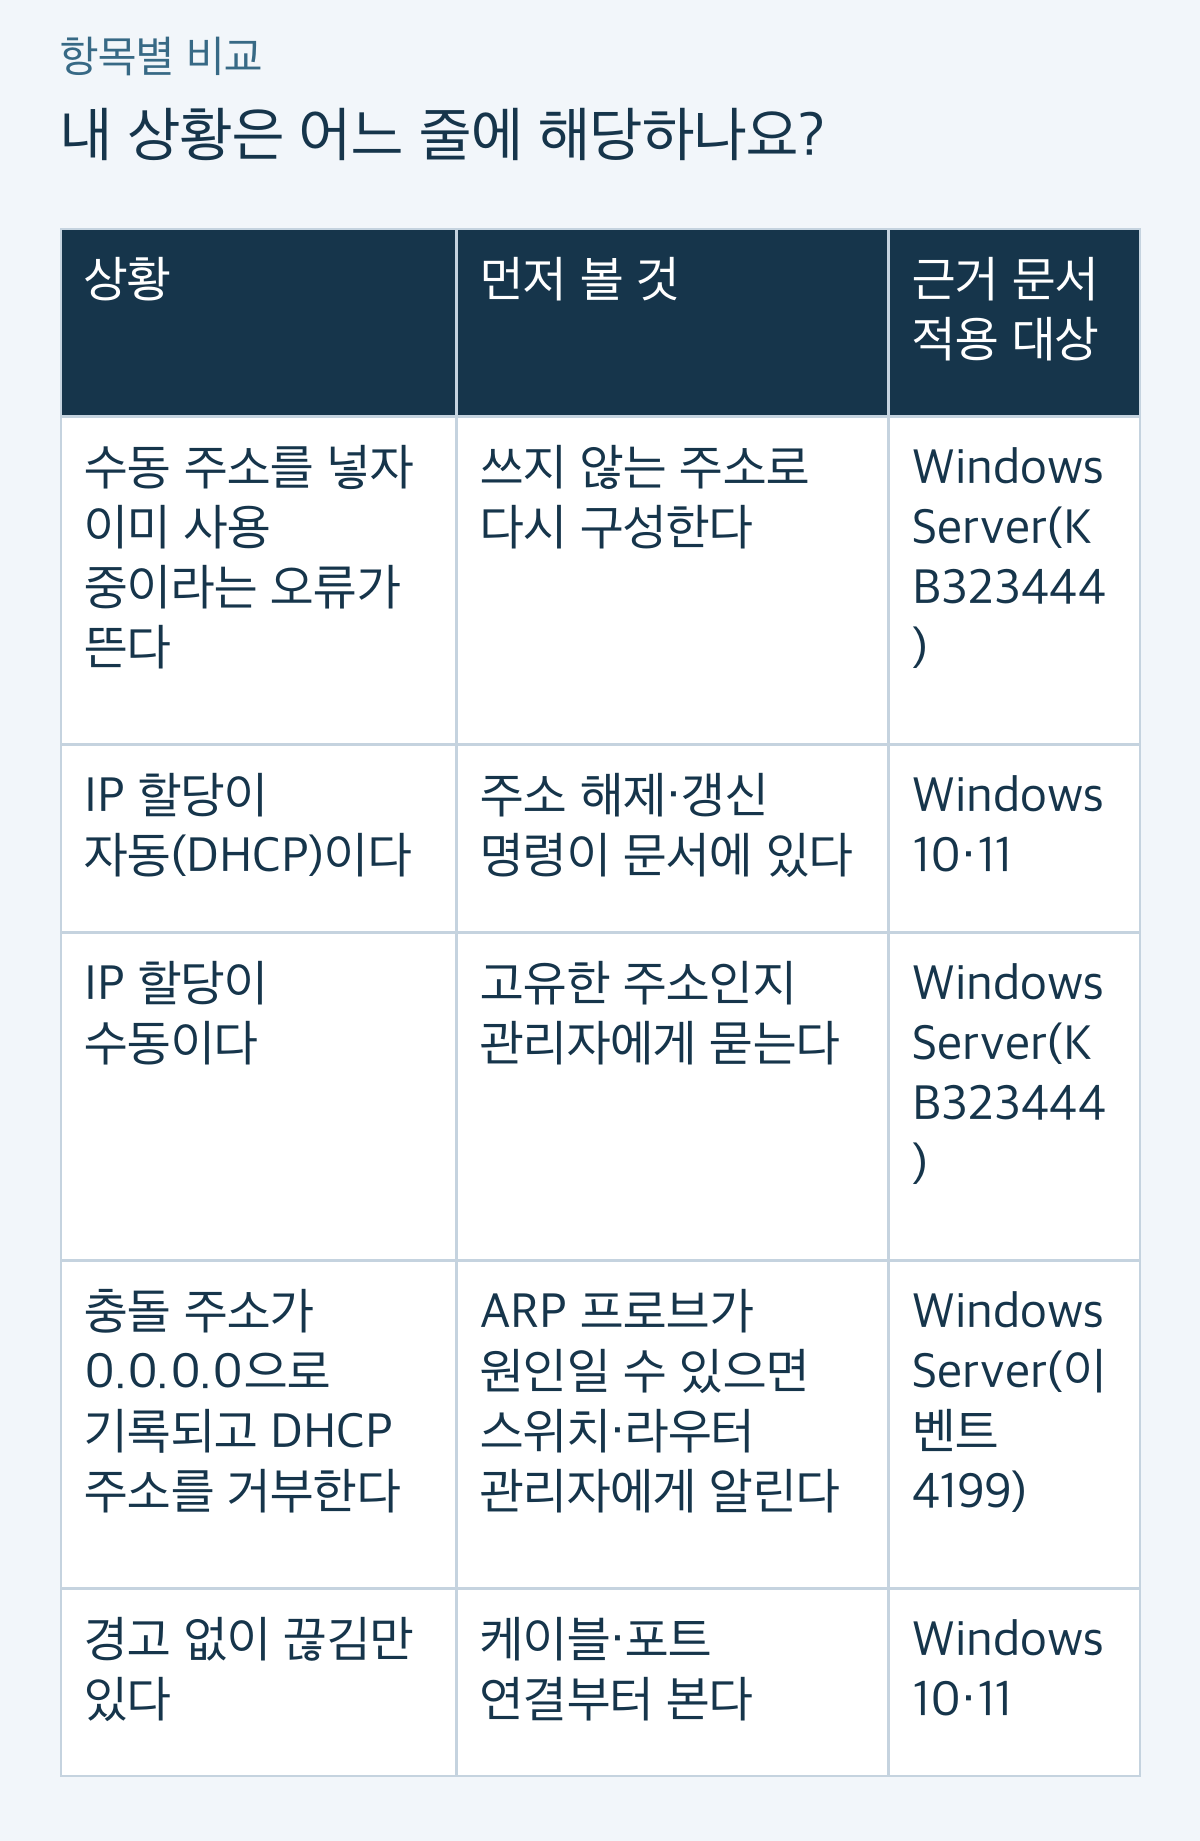 항목별 비교
내 상황은 어느 줄에 해당하나요?
상황
먼저 볼 것
근거 문서
적용 대상
수동 주소를 넣자
이미 사용
중이라는 오류가
뜬다
쓰지 않는 주소로
다시 구성한다
Windows
Server(K
B323444
)
IP 할당이
자동(DHCP)이다
주소 해제·갱신
명령이 문서에 있다
Windows
10·11
IP 할당이
수동이다
고유한 주소인지
관리자에게 묻는다
Windows
Server(K
B323444
)
충돌 주소가
0.0.0.0으로
기록되고 DHCP
주소를 거부한다
ARP 프로브가
원인일 수 있으면
스위치·라우터
관리자에게 알린다
Windows
Server(이
벤트
4199)
경고 없이 끊김만
있다
케이블·포트
연결부터 본다
Windows
10·11